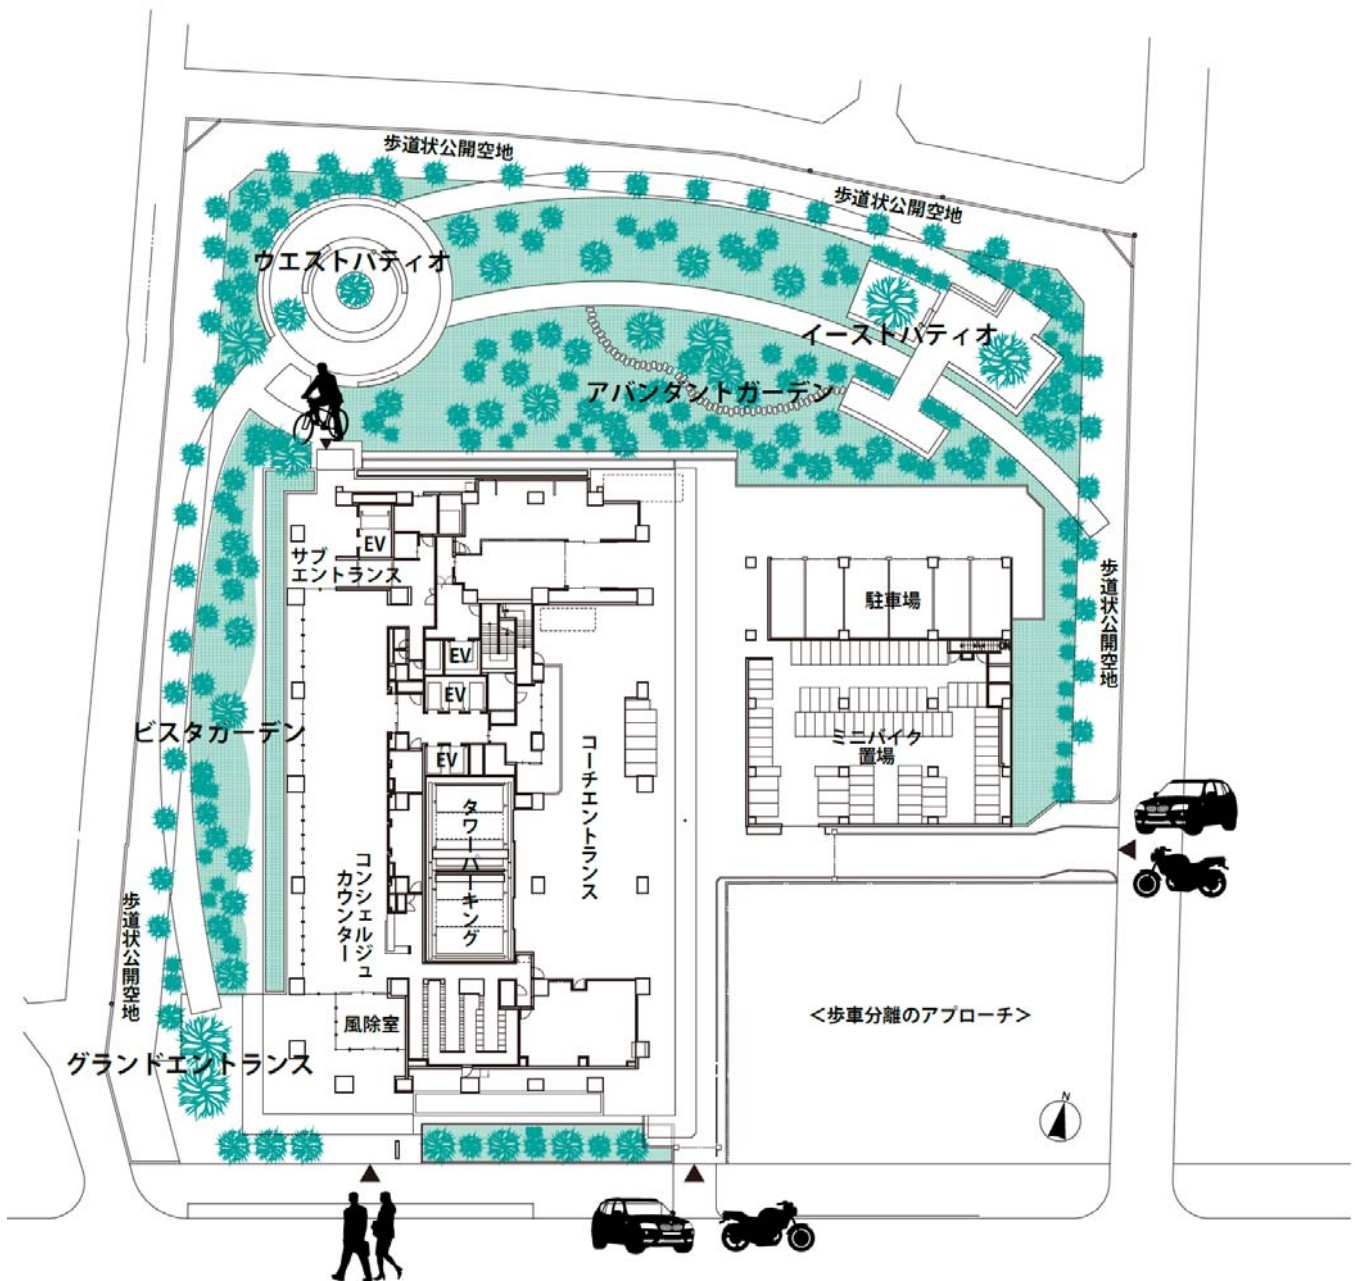 歩道状公開空地
歩道状公開空地
ウエストパティオ
イーストパティオ
アバンダントガーデン
EV
サブ
エントランス
駐車場
歩道状公開空地
EV
EV
ビスタガーデン
ミニバイク
置場
EV
コーチエントランス
タワーパーキング
コンシェルジュ
カウンター
歩道状公開空地
風除室
<歩車分離のアプローチ>
グランドエントランス
N